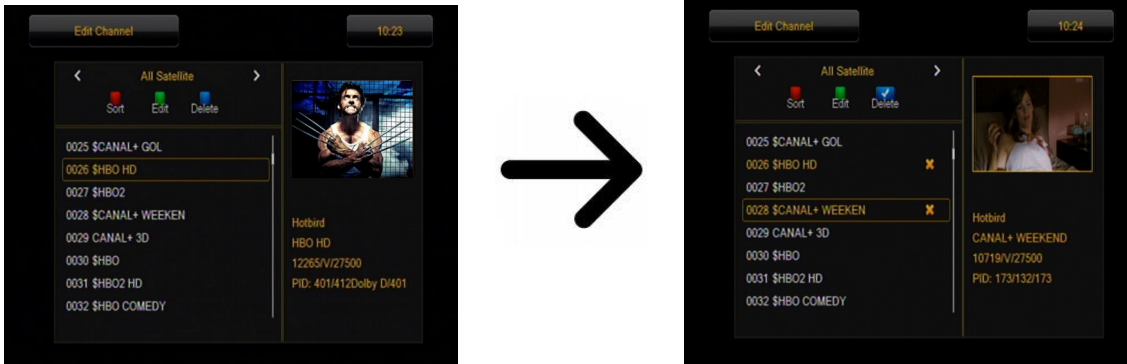 Edit Channel
10:23
< All Satellite >
Sort Edit Delete
0025 $CANAL+ GOL
0026 $HBO HD
0027 $HBO2
0028 $CANAL+ WEEKEN
0029 CANAL+ 3D
0030 $HBO
0031 $HBO2 HD
0032 $HBO COMEDY
Hotbird
HBO HD
12265/V/27500
PID: 401/412Dolby D/401
Edit Channel
10:24
< All Satellite >
Sort Edit Delete
0025 $CANAL+ GOL
0026 $HBO HD
0027 $HBO2
0028 $CANAL+ WEEKEN
0029 CANAL+ 3D
0030 $HBO
0031 $HBO2 HD
0032 $HBO COMEDY
Hotbird
CANAL+ WEEKEND
10719/V/27500
PID: 173/132/173